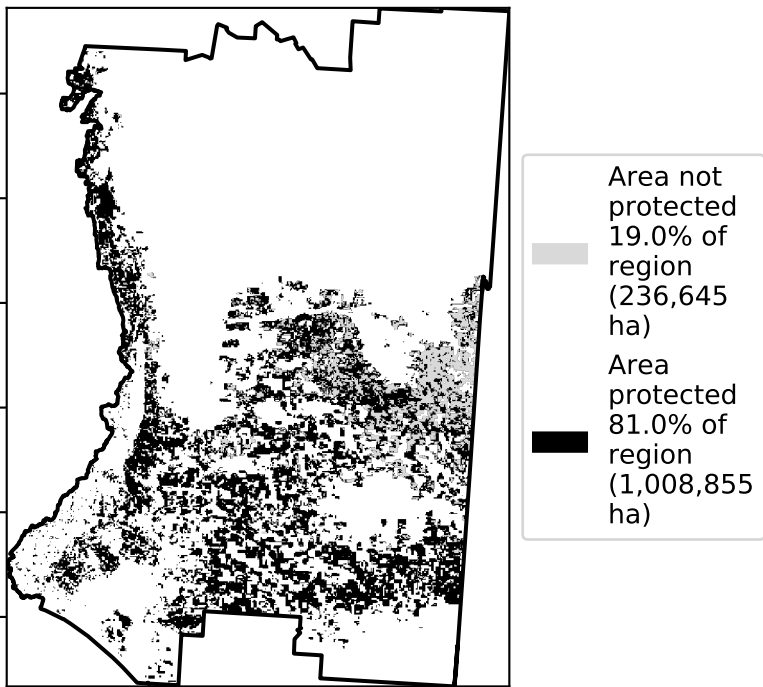 Area not
protected
19.0% of
region
(236,645
ha)
Area
protected
81.0% of
region
(1,008,855
ha)